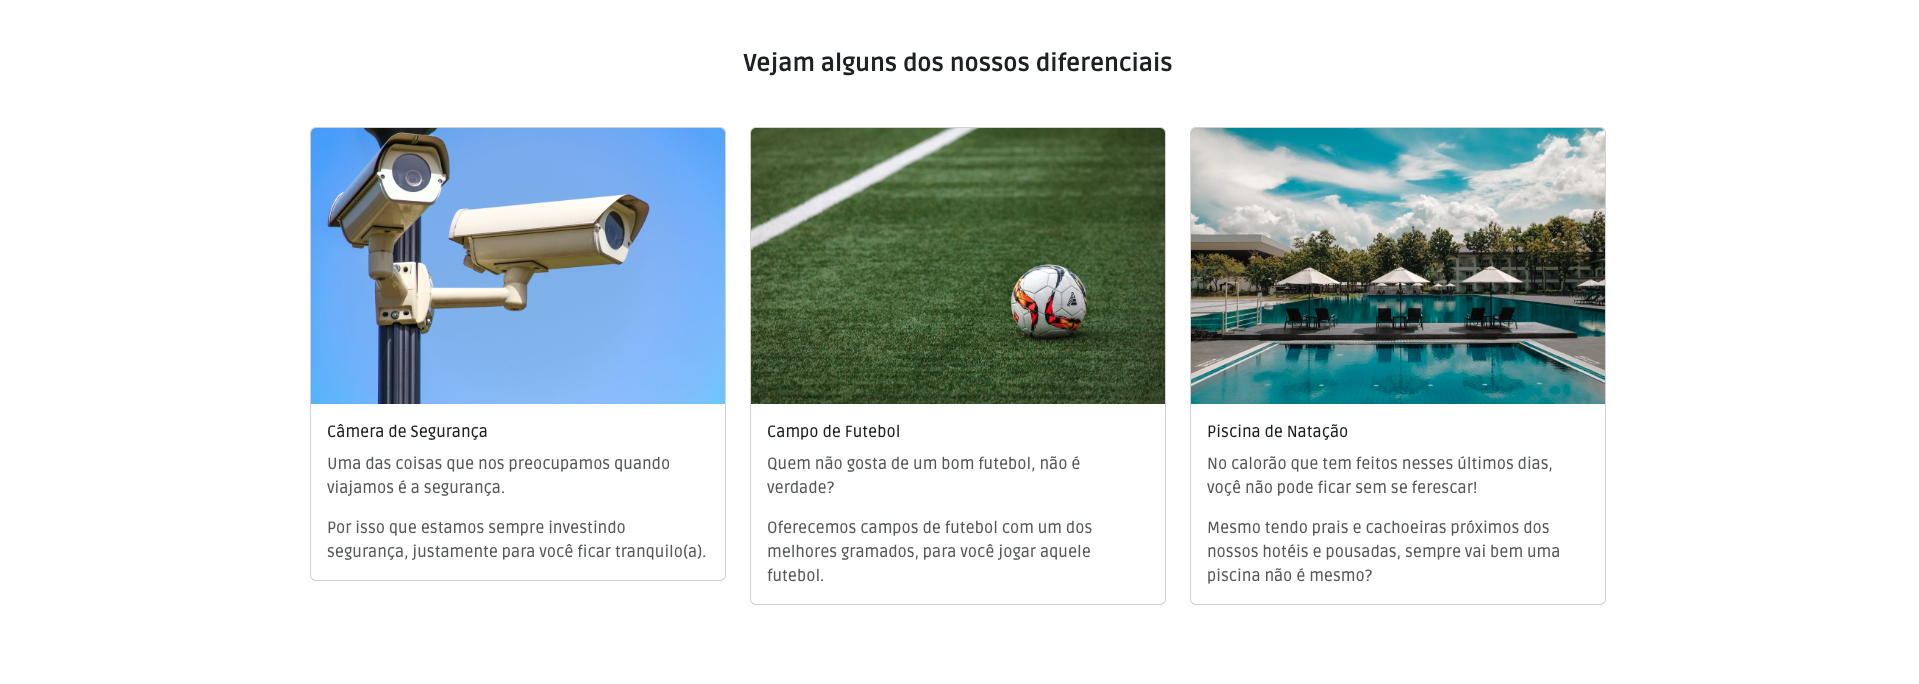 Vejam alguns dos nossos diferenciais
Câmera de Segurança
Uma das coisas que nos preocupamos quando
viajamos é a segurança.
Por isso que estamos sempre investindo
segurança, justamente para você ficar tranquilo(a).
Campo de Futebol
Quem não gosta de um bom futebol, não é
verdade?
Oferecemos campos de futebol com um dos
melhores gramados, para você jogar aquele
futebol.
Piscina de Natação
No calorão que tem feitos nesses últimos dias,
voçê não pode ficar sem se ferescar!
Mesmo tendo prais e cachoeiras próximos dos
nossos hotéis e pousadas, sempre vai bem uma
piscina não é mesmo?